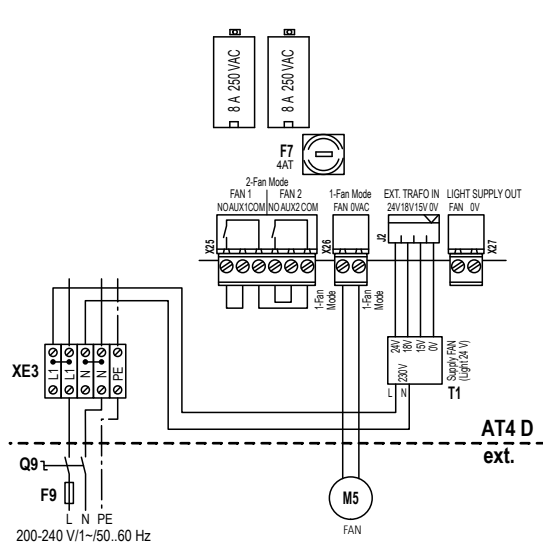 8 A 250 VAC
8 A 250 VAC
F7
4AT
2-Fan Mode
FAN 1 FAN 2
NO AUX1 COM NO AUX2 COM
1-Fan Mode
FAN 0VAC
EXT. TRAFO IN
24V 18V 15V 0V
LIGHT SUPPLY OUT
FAN 0V
X25
X26
J2
X27
1-Fan
Mode
1-Fan
Mode
XE3
L1
L1
N
N
PE
24V
18V
15V
0V
230V
L N
Supply FAN
(Light 24 V)
T1
AT4 D
ext.
Q9
F9
L N PE
200-240 V/1~/50..60 Hz
M5
FAN